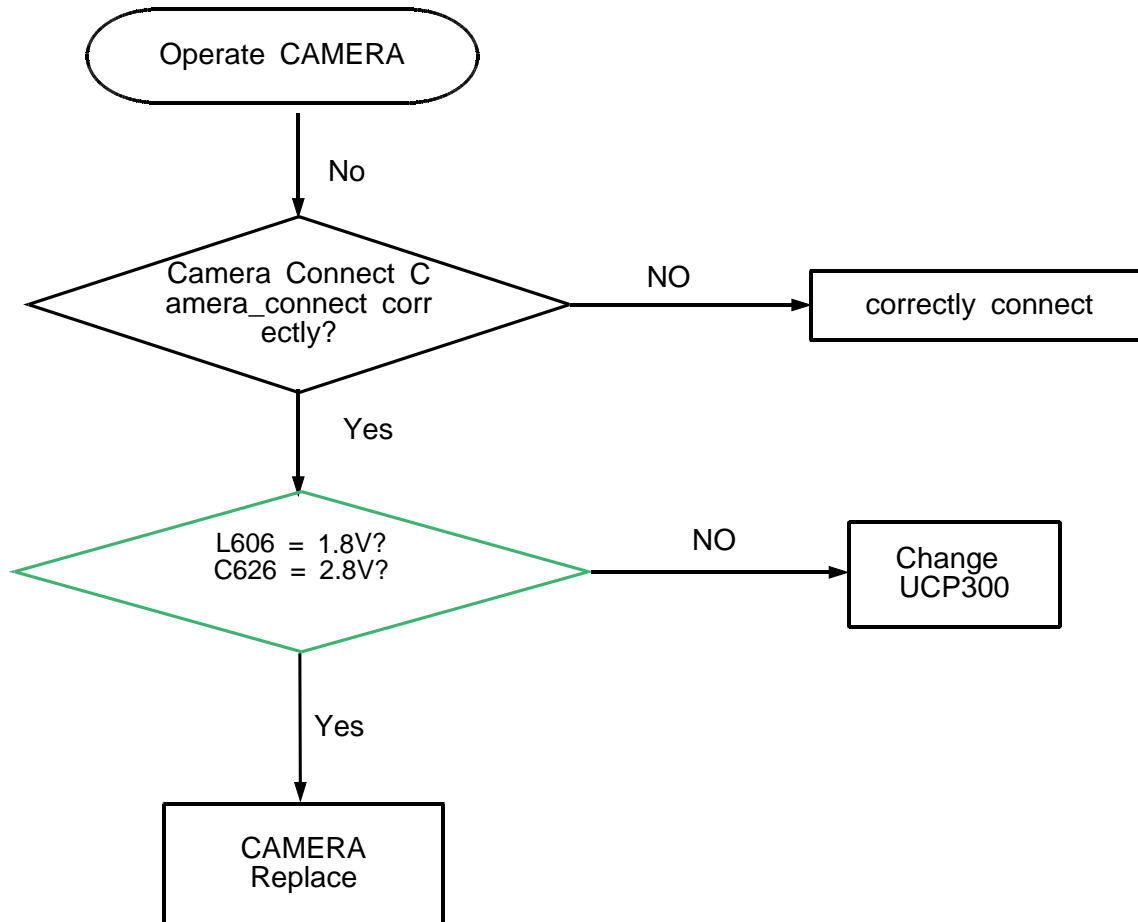 Operate CAMERA
No
Camera Connect C
amera_connect corr
ectly?
NO
correctly connect
Yes
L606 = 1.8V?
C626 = 2.8V?
NO
Change
UCP300
Yes
CAMERA
Replace